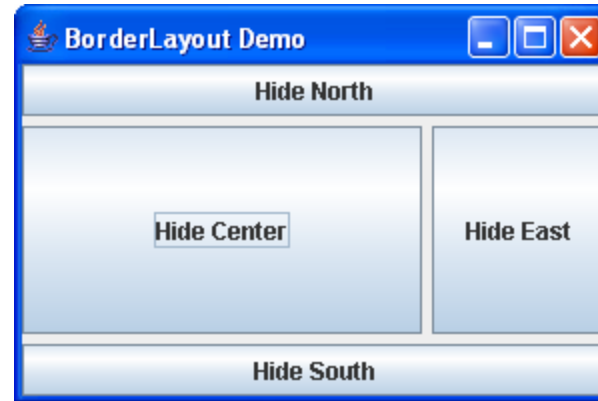 BorderLayout Demo
Hide North
Hide Center
Hide East
Hide South